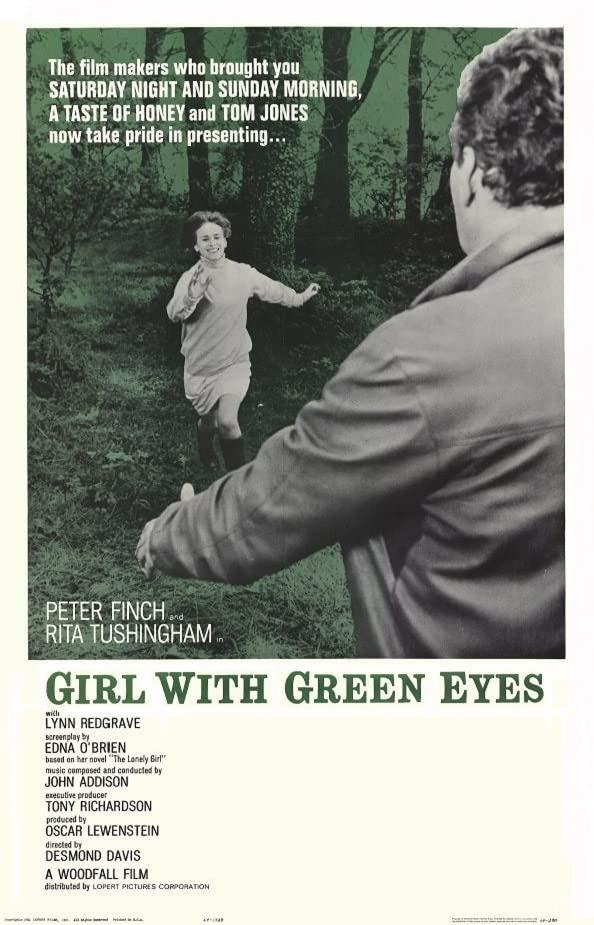 The film makers who brought you
SATURDAY NIGHT AND SUNDAY MORNING,
A TASTE OF HONEY and TOM JONES
now take pride in presenting...
PETER FINCH and
RITA TUSHINGHAM in
GIRL WITH GREEN EYES
with
LYNN REDGRAVE
screenplay by
EDNA O'BRIEN
based on her novel "The Lonely Girl"
music composed and conducted by
JOHN ADDISON
executive producer
TONY RICHARDSON
produced by
OSCAR LEWENSTEIN
directed by
DESMOND DAVIS
A WOODFALL FILM
distributed by LOPERT PICTURES CORPORATION